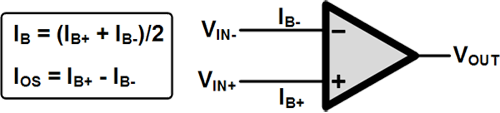 I_B = (I_B+ + I_B-)/2
I_OS = I_B+ - I_B-
I_B-
V_IN-
−
V_OUT
V_IN+
+
I_B+